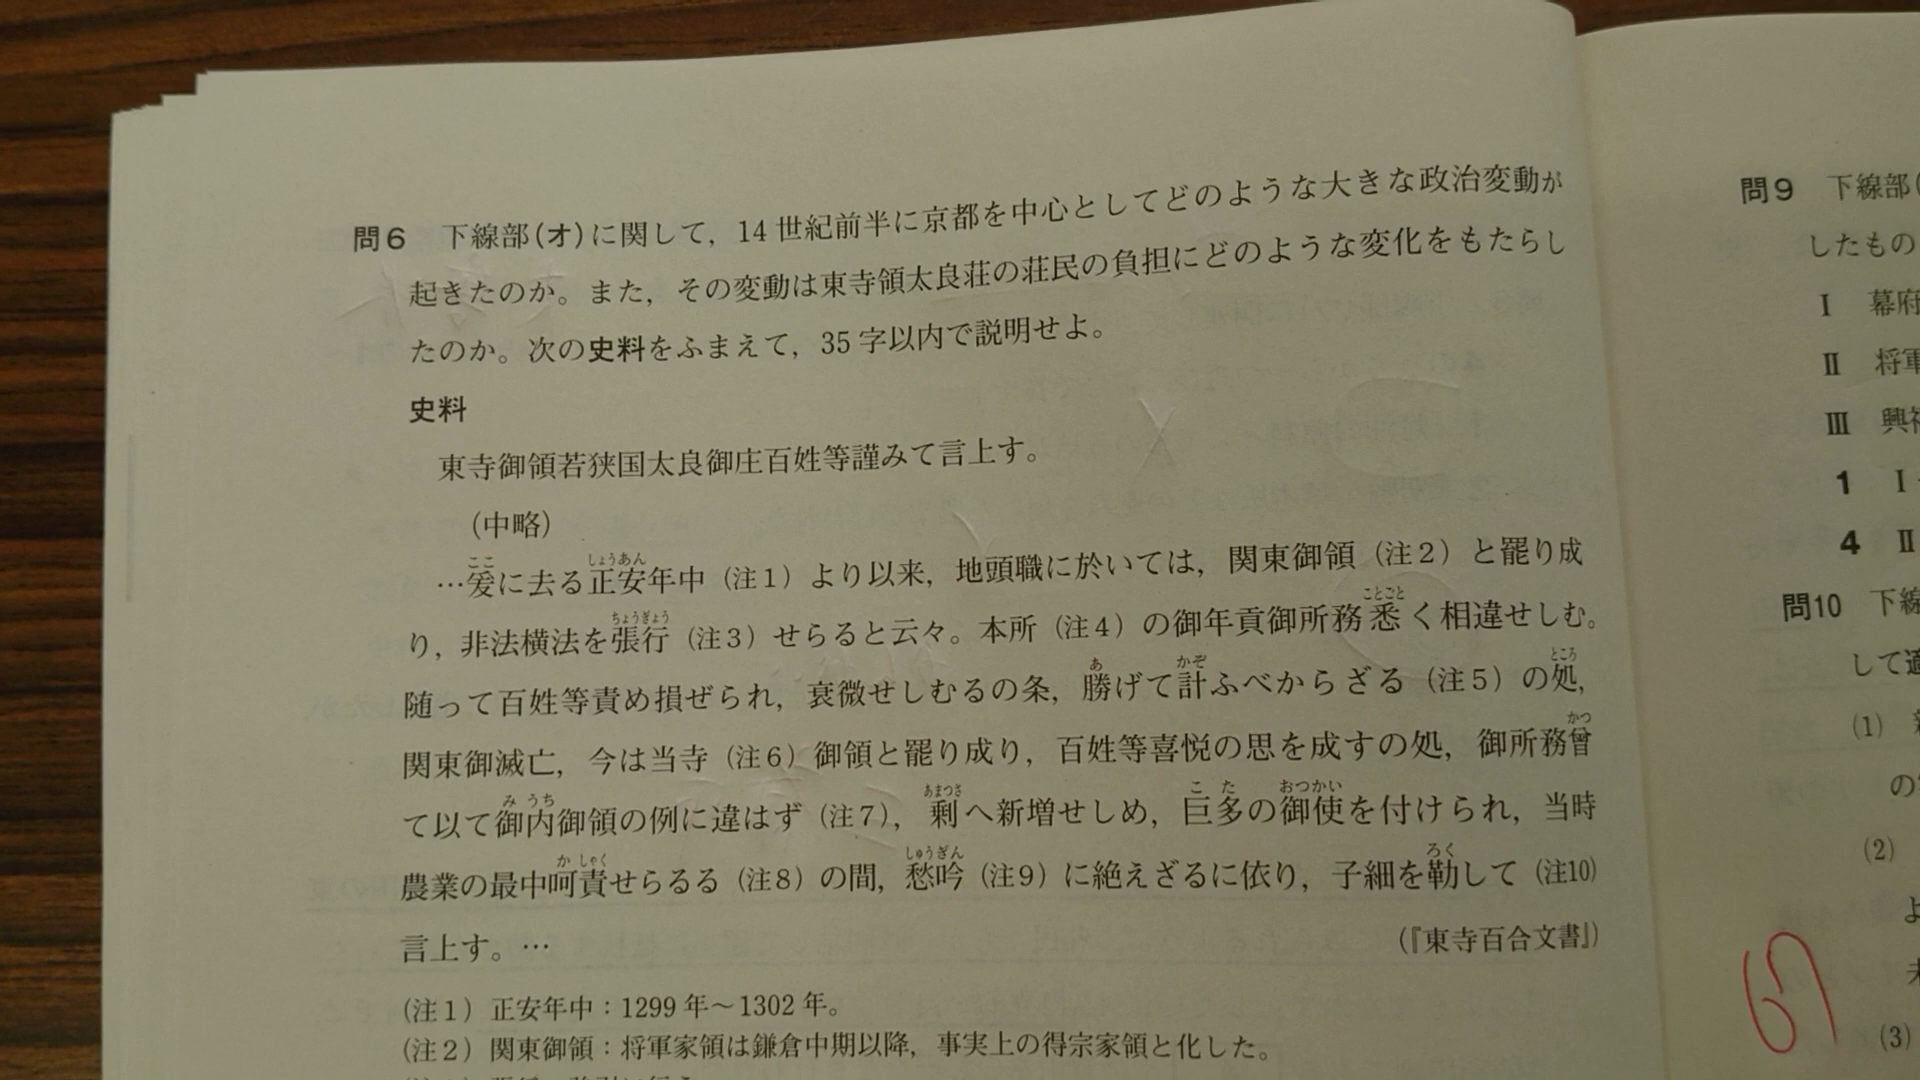 問6 下線部(オ)に関して，14世紀前半に京都を中心としてどのような大きな政治変動が
起きたのか。また，その変動は東寺領太良荘の荘民の負担にどのような変化をもたらし
たのか。次の史料をふまえて，35字以内で説明せよ。
史料
東寺御領若狭国太良御庄百姓等謹みて言上す。
（中略）
…爰に去る正安年中（注1）より以来，地頭職に於いては，関東御領（注2）と罷り成
り，非法横法を張行（注3）せらると云々。本所（注4）の御年貢御所務悉く相違せしむ。
随って百姓等責め損ぜられ，衰微せしむるの条，勝げて計ふべからざる（注5）の処，
関東御滅亡，今は当寺（注6）御領と罷り成り，百姓等喜悦の思を成すの処，御所務曾
て以て御内御領の例に違はず（注7），剰へ新増せしめ，巨多の御使を付けられ，当時
農業の最中呵責せらるる（注8）の間，愁吟（注9）に絶えざるに依り，子細を勒して（注10）
言上す。…
（『東寺百合文書』）
（注1）正安年中：1299年～1302年。
（注2）関東御領：将軍家領は鎌倉中期以降，事実上の得宗家領と化した。
問9 下線部
したもの
Ⅰ 幕府
Ⅱ 将軍
Ⅲ 興
1 Ⅰ
4 Ⅱ
問10 下線
して適
(1)
の
(2)
よ
(3)